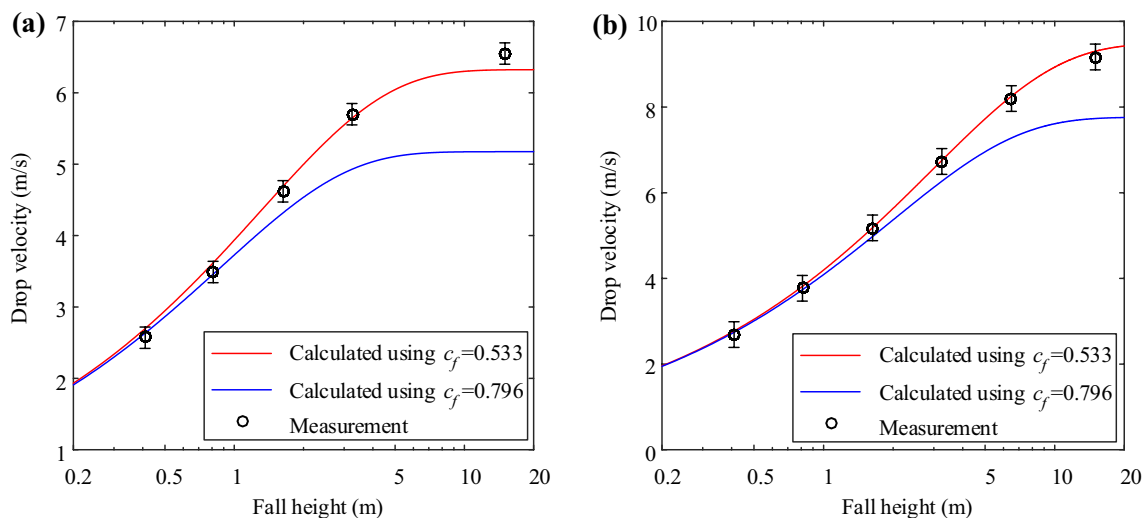 (a)
7
6
5
4
3
2
1
Drop velocity (m/s)
Calculated using c_f=0.533
Calculated using c_f=0.796
Measurement
0.2 0.5 1 5 10 20
Fall height (m)
(b)
10
8
6
4
2
0
Drop velocity (m/s)
Calculated using c_f=0.533
Calculated using c_f=0.796
Measurement
0.2 0.5 1 5 10 20
Fall height (m)